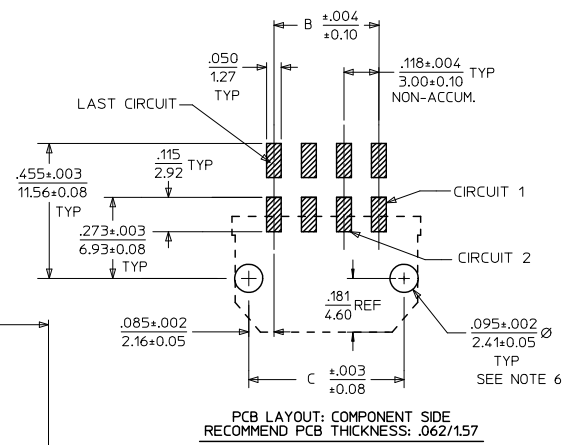 B ±.004
±0.10
.050
1.27
TYP
.118±.004
3.00±0.10
TYP
NON-ACCUM.
LAST CIRCUIT
.115
2.92
TYP
.455±.003
11.56±0.08
TYP
CIRCUIT 1
.273±.003
6.93±0.08
TYP
CIRCUIT 2
.181
4.60
REF
.085±.002
2.16±0.05
.095±.002
2.41±0.05
Ø
TYP
SEE NOTE 6
C ±.003
±0.08
PCB LAYOUT: COMPONENT SIDE
RECOMMEND PCB THICKNESS: .062/1.57